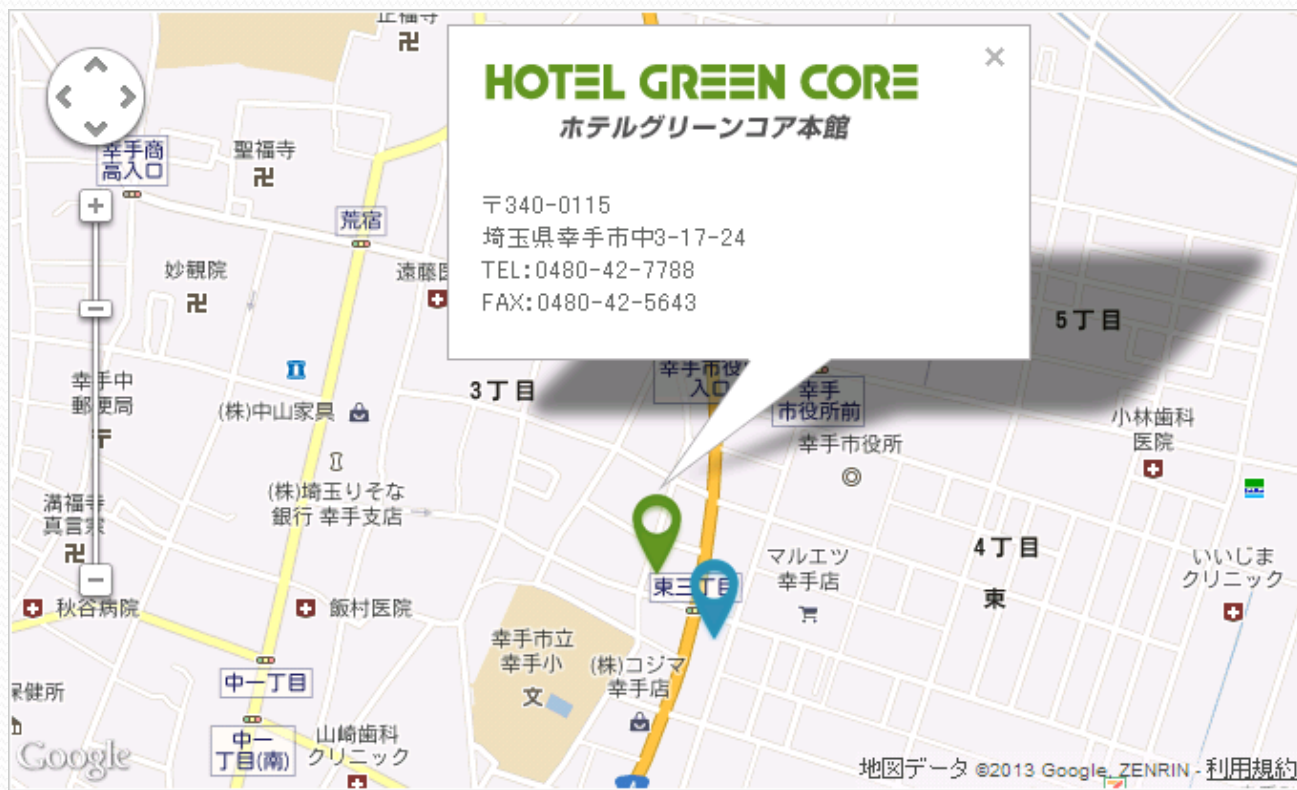 正福寺
HOTEL GREEN CORE
ホテルグリーンコア本館
〒340-0115
埼玉県幸手市中3-17-24
TEL:0480-42-7788
FAX:0480-42-5643
幸手商
高入口
聖福寺
荒宿
妙観院
遠藤医
5丁目
幸手市役所
入口
幸手
市役所前
3丁目
幸手中
郵便局
(株)中山家具
小林歯科
医院
幸手市役所
(株)埼玉りそな
銀行 幸手支店
満福寺
真言宗
4丁目
東
マルエツ
幸手店
いいじま
クリニック
東三丁目
秋谷病院
飯村医院
幸手市立
幸手小
文
(株)コジマ
幸手店
中一丁目
保健所
中一
丁目(南)
山崎歯科
クリニック
Google
4
地図データ ©2013 Google, ZENRIN - 利用規約